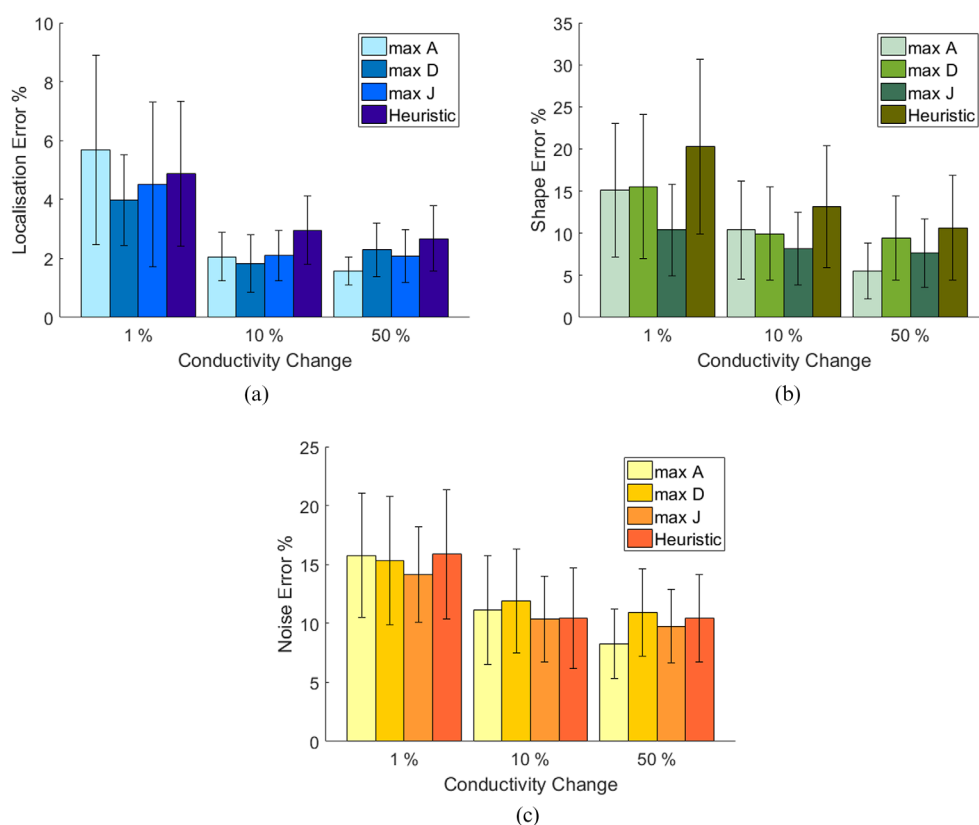 10
8
6
4
2
0
Localisation Error %
max A
max D
max J
Heuristic
1 %
10 %
50 %
Conductivity Change
(a)
35
30
25
20
15
10
5
0
Shape Error %
max A
max D
max J
Heuristic
1 %
10 %
50 %
Conductivity Change
(b)
25
20
15
10
5
0
Noise Error %
max A
max D
max J
Heuristic
1 %
10 %
50 %
Conductivity Change
(c)